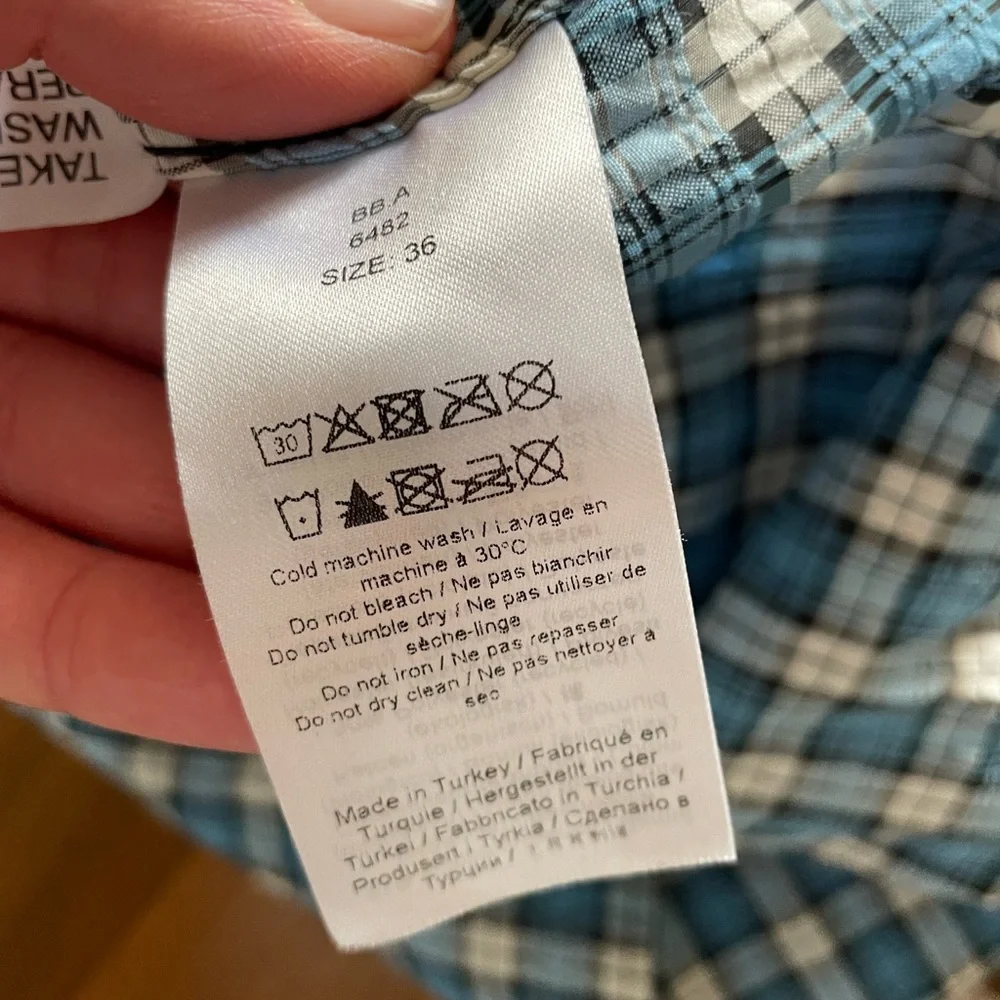 TAKE
WAS
PER
BB.A
6482
SIZE: 36
30
Cold machine wash / Lavage en
machine à 30°C
Do not bleach / Ne pas bianchir
Do not tumble dry / Ne pas utiliser de
sèche-linge
Do not iron / Ne pas repasser
Do not dry clean / Ne pas nettoyer à
sec
Made in Turkey / Fabriqué en
Turquie / Hergestellt in der
Türkei / Fabbricato in Turchia /
Produsert i Tyrkia / Сделано в
Турции /